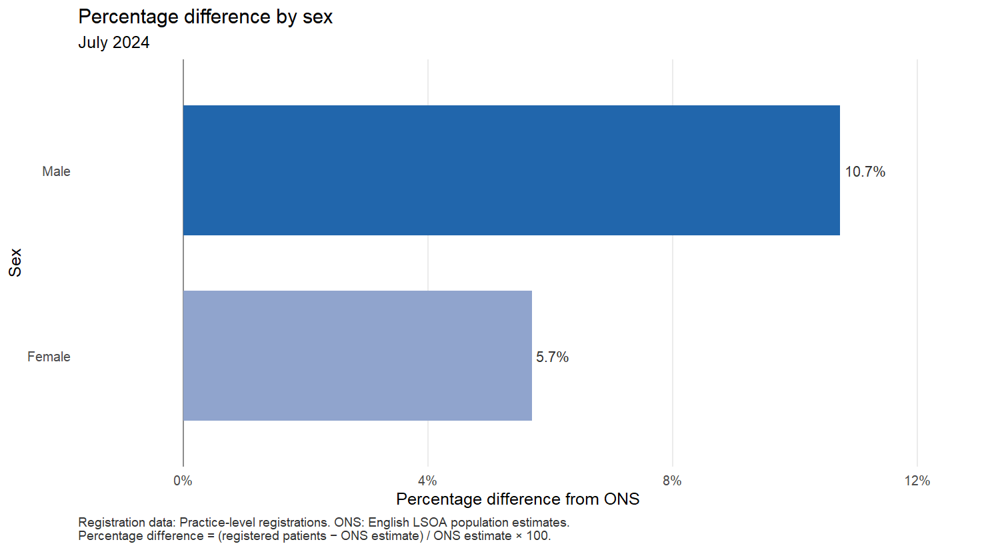 Percentage difference by sex
July 2024
Male
10.7%
Sex
Female
5.7%
0%
4%
8%
12%
Percentage difference from ONS
Registration data: Practice-level registrations. ONS: English LSOA population estimates.
Percentage difference = (registered patients − ONS estimate) / ONS estimate × 100.